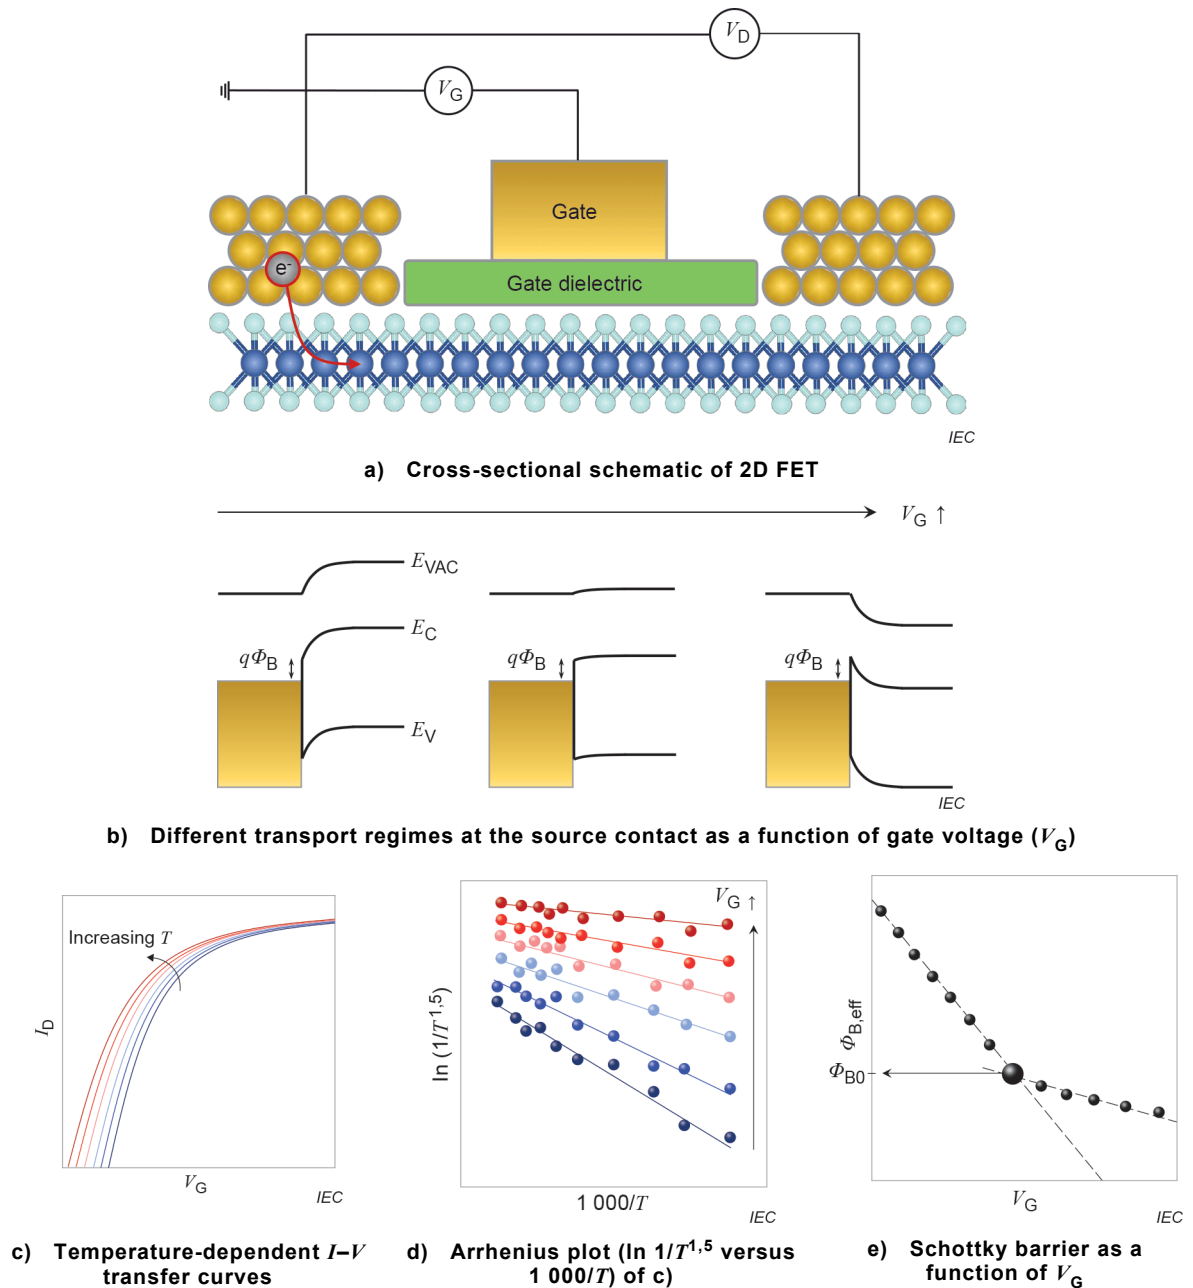 V_D
V_G
Gate
e-
Gate dielectric
IEC
a) Cross-sectional schematic of 2D FET
V_G ↑
E_VAC
E_C
qΦ_B
qΦ_B
qΦ_B
E_V
IEC
b) Different transport regimes at the source contact as a function of gate voltage (V_G)
Increasing T
I_D
V_G
IEC
V_G ↑
ln (1/T^1,5)
1 000/T
IEC
Φ_B,eff
Φ_B0
V_G
IEC
c) Temperature-dependent I–V
transfer curves
d) Arrhenius plot (ln 1/T^1,5 versus
1 000/T) of c)
e) Schottky barrier as a
function of V_G